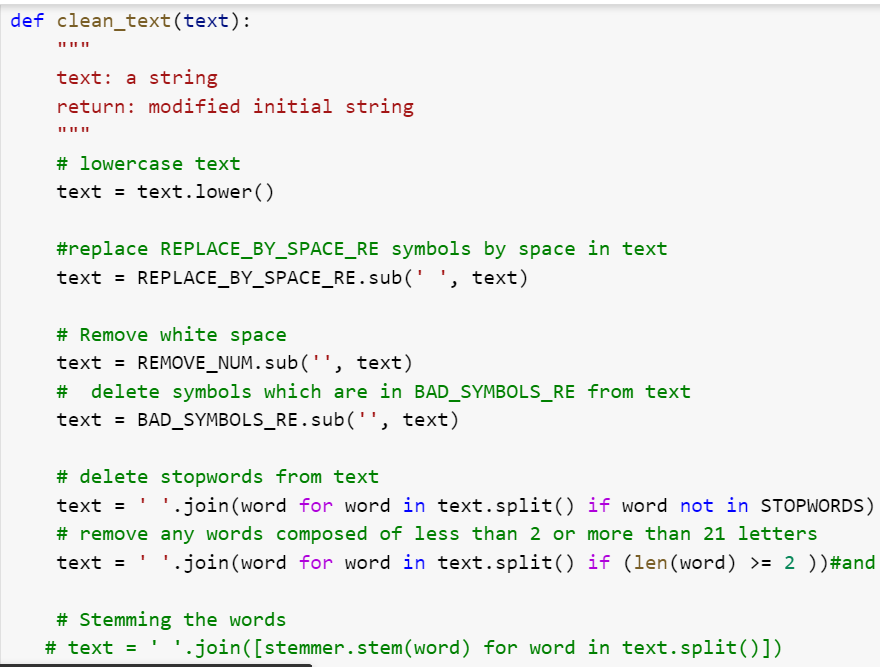 def clean_text(text):
    """
    text: a string
    return: modified initial string
    """
    # lowercase text
    text = text.lower()

    #replace REPLACE_BY_SPACE_RE symbols by space in text
    text = REPLACE_BY_SPACE_RE.sub(' ', text)

    # Remove white space
    text = REMOVE_NUM.sub('', text)
    #  delete symbols which are in BAD_SYMBOLS_RE from text
    text = BAD_SYMBOLS_RE.sub('', text)

    # delete stopwords from text
    text = ' '.join(word for word in text.split() if word not in STOPWORDS)
    # remove any words composed of less than 2 or more than 21 letters
    text = ' '.join(word for word in text.split() if (len(word) >= 2 ))#and

    # Stemming the words
   # text = ' '.join([stemmer.stem(word) for word in text.split()])